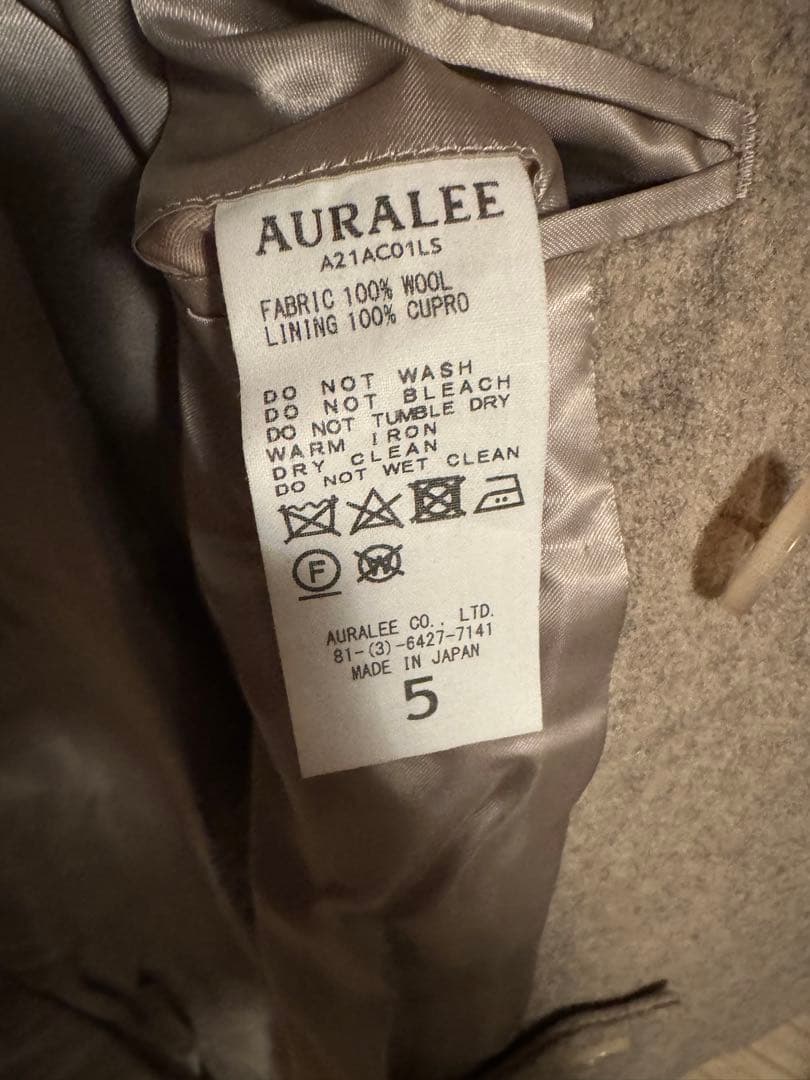 AURALEE
A21AC01LS
FABRIC 100% WOOL
LINING 100% CUPRO
DO NOT WASH
DO NOT BLEACH
DO NOT TUMBLE DRY
WARM IRON
DRY CLEAN
DO NOT WET CLEAN
F W
AURALEE CO., LTD.
81-(3)-6427-7141
MADE IN JAPAN
5